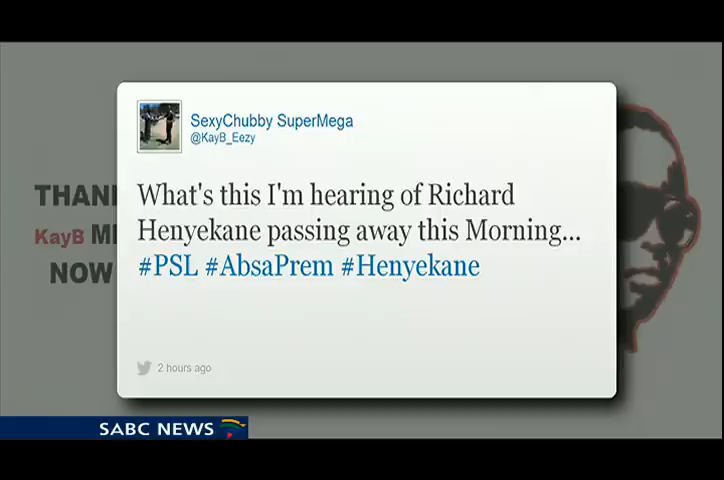 SexyChubby SuperMega
@KayB_Eezy
THAN
KayB M
NOW
What's this I'm hearing of Richard
Henyekane passing away this Morning...
#PSL #AbsaPrem #Henyekane
2 hours ago
SABC NEWS